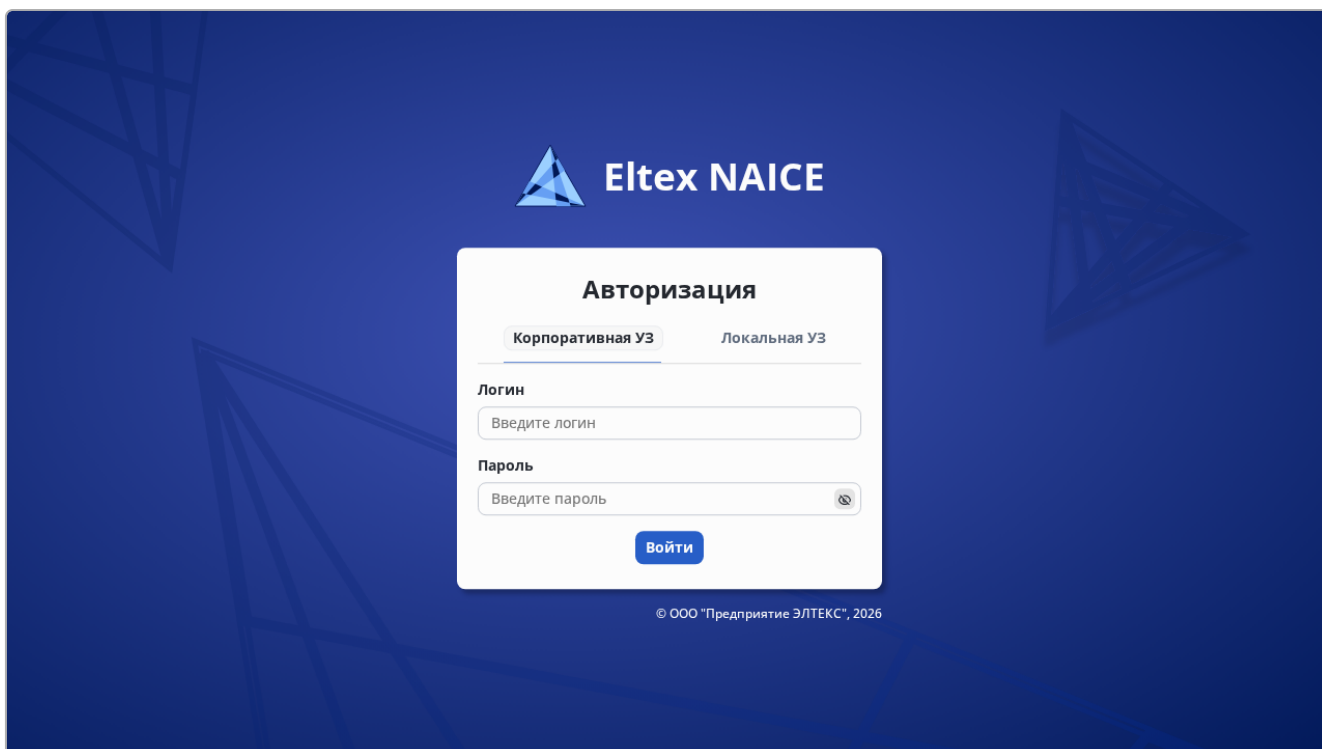 Eltex NAICE
Авторизация
Корпоративная УЗ
Локальная УЗ
Логин
Введите логин
Пароль
Введите пароль
Войти
© ООО "Предприятие ЭЛТЕКС", 2026